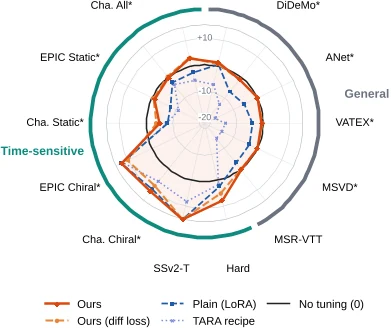 Cha. All*
DiDeMo*
+10
EPIC Static*
ANet*
-10
General
Cha. Static*
-20
VATEX*
Time-sensitive
EPIC Chiral*
MSVD*
Cha. Chiral*
MSR-VTT
SSv2-T
Hard
Ours
Plain (LoRA)
No tuning (0)
Ours (diff loss)
TARA recipe